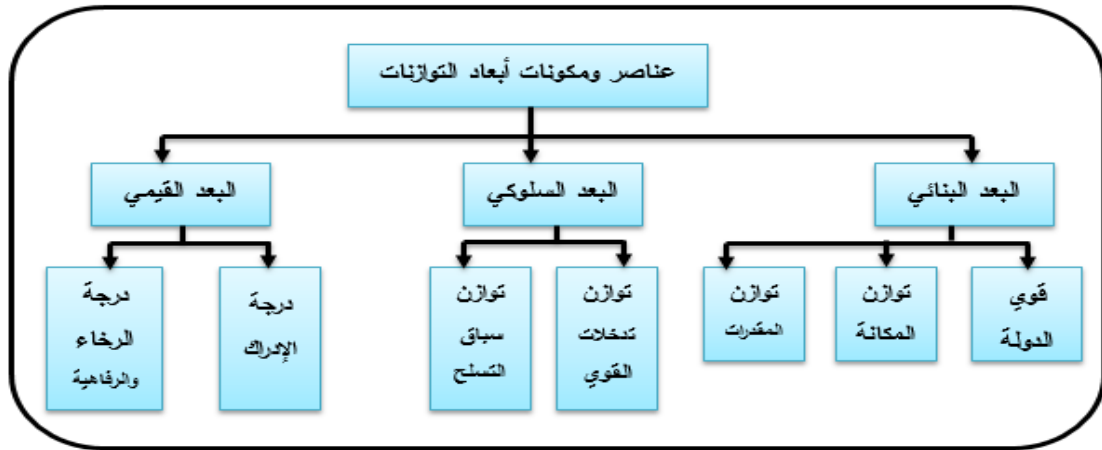 عناصر ومكونات أبعاد التوازنات
البعد البنائي
البعد السلوكي
البعد القيمي
قوي
الدولة
توازن
المكانة
توازن
المقدرات
توازن
تدخلات
القوي
توازن
سباق
التسلح
درجة
الإدراك
درجة
الرخاء
والرفاهية